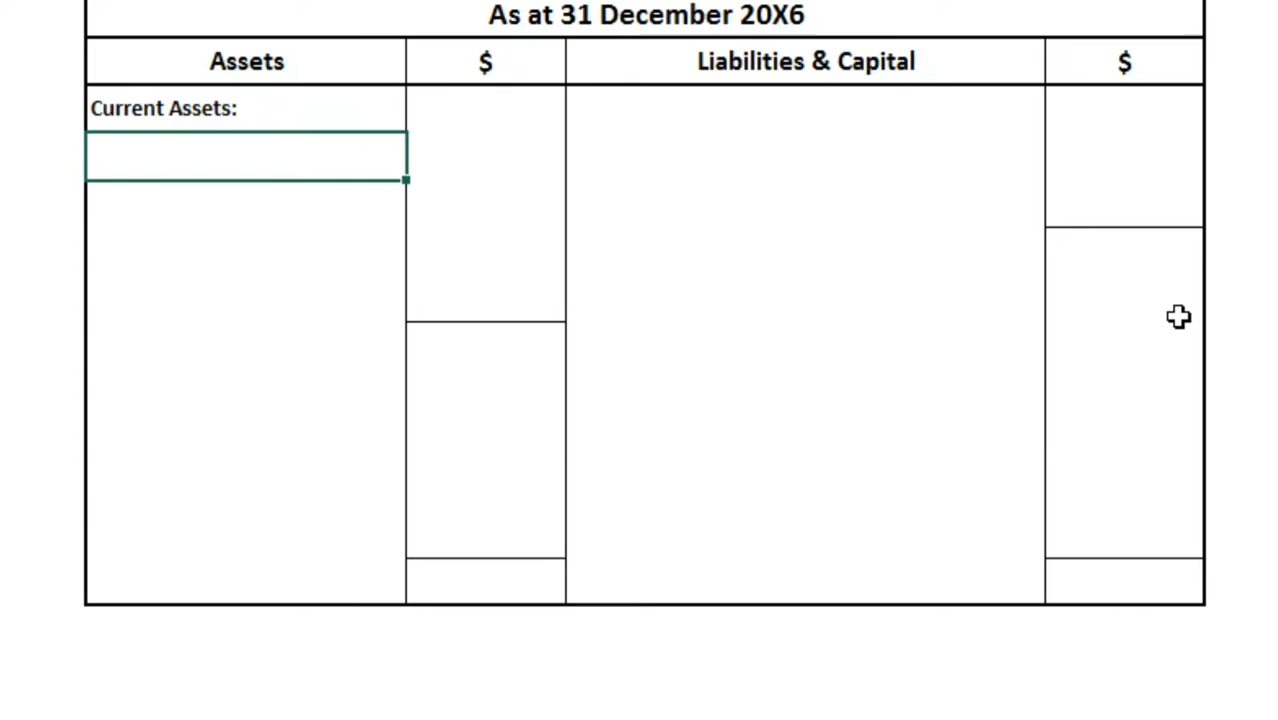 As at 31 December 20X6
Assets $ Liabilities & Capital $
Current Assets: